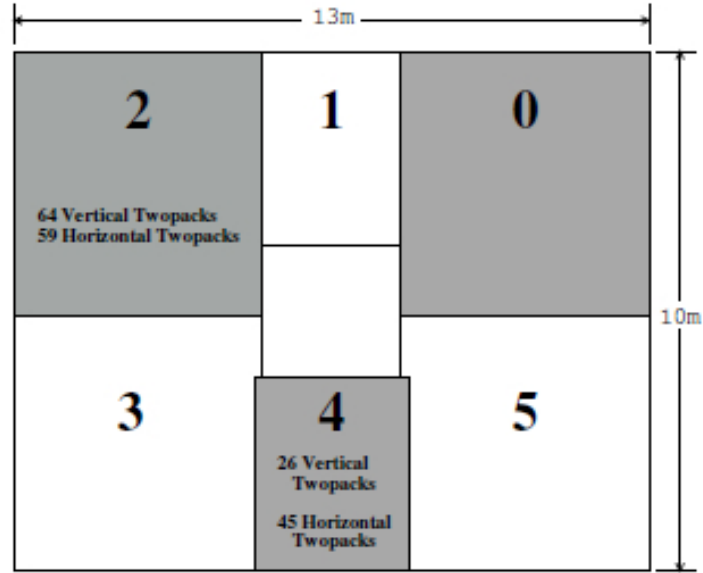 13m
2
1
0
64 Vertical Twopacks
59 Horizontal Twopacks
10m
3
4
5
26 Vertical
Twopacks
45 Horizontal
Twopacks